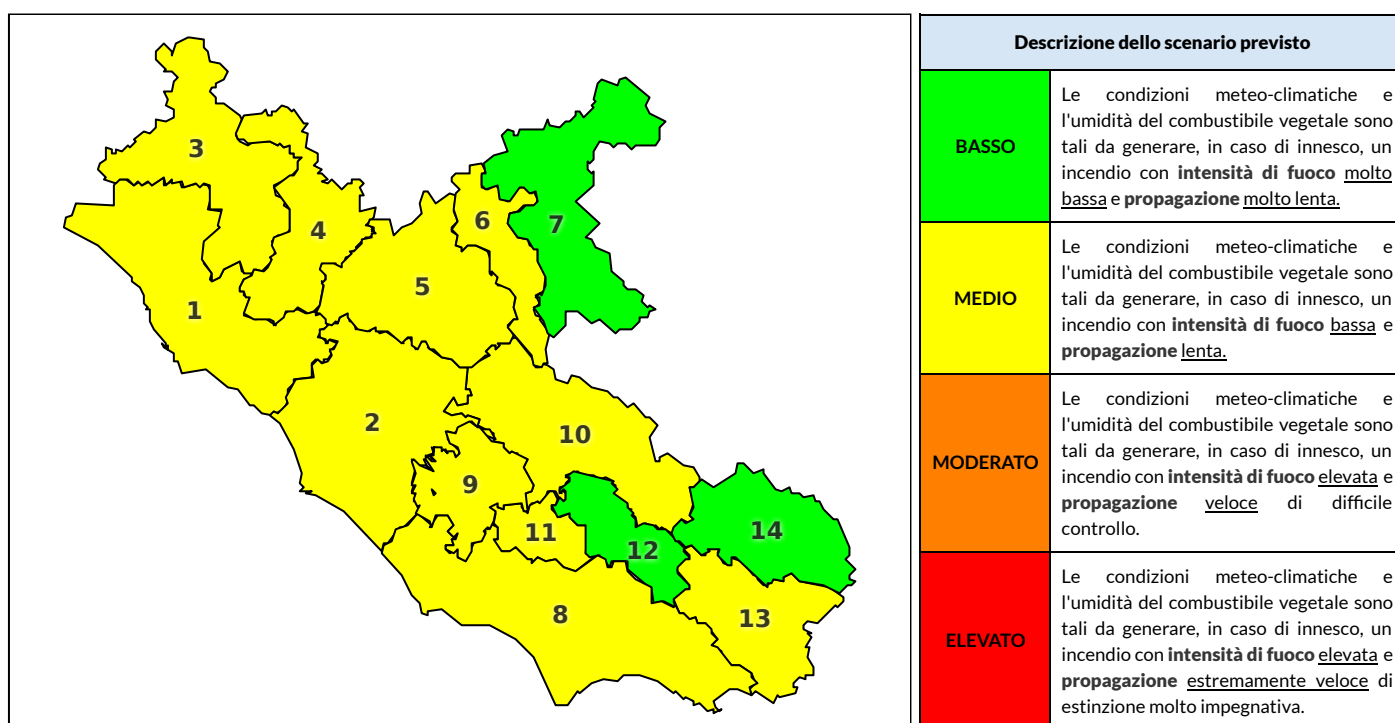 3
4
6
7
5
1
2
10
9
11
12
14
8
13
Descrizione dello scenario previsto
BASSO
Le condizioni meteo-climatiche e
l'umidità del combustibile vegetale sono
tali da generare, in caso di innesco, un
incendio con intensità di fuoco molto
bassa e propagazione molto lenta.
MEDIO
Le condizioni meteo-climatiche e
l'umidità del combustibile vegetale sono
tali da generare, in caso di innesco, un
incendio con intensità di fuoco bassa e
propagazione lenta.
MODERATO
Le condizioni meteo-climatiche e
l'umidità del combustibile vegetale sono
tali da generare, in caso di innesco, un
incendio con intensità di fuoco elevata e
propagazione veloce di difficile
controllo.
ELEVATO
Le condizioni meteo-climatiche e
l'umidità del combustibile vegetale sono
tali da generare, in caso di innesco, un
incendio con intensità di fuoco elevata e
propagazione estremamente veloce di
estinzione molto impegnativa.